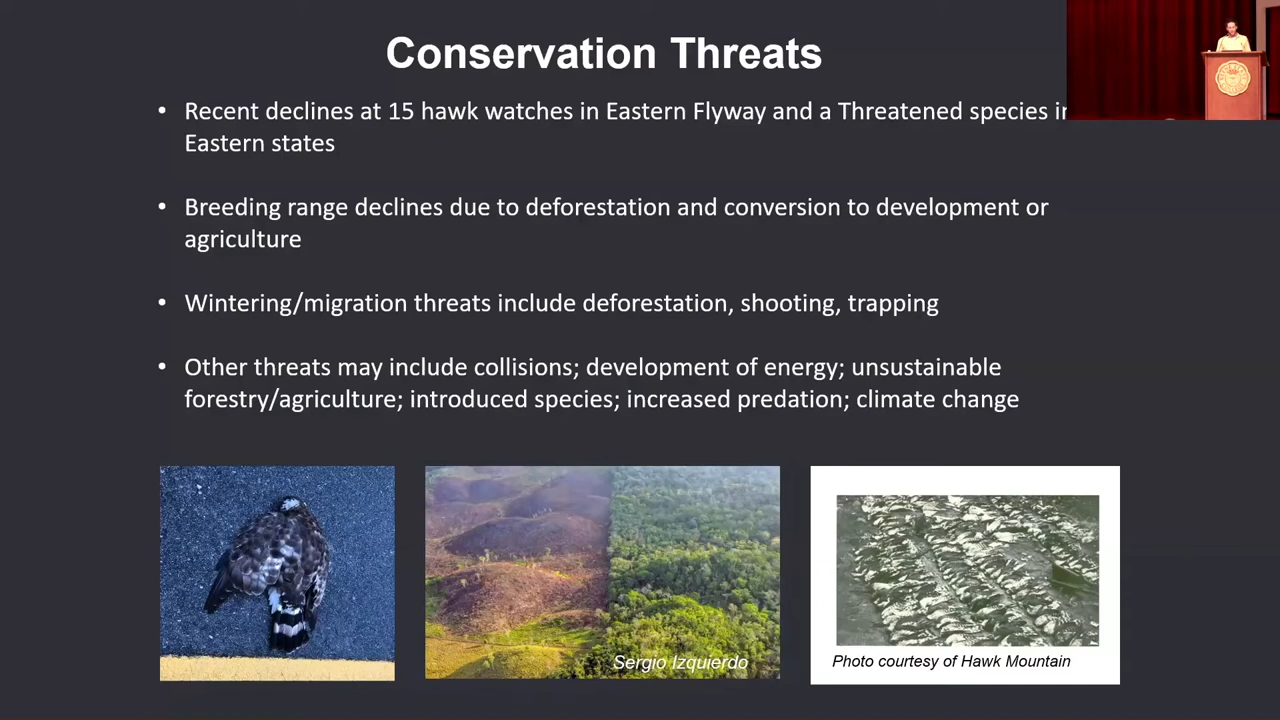 Conservation Threats
• Recent declines at 15 hawk watches in Eastern Flyway and a Threatened species in
Eastern states
• Breeding range declines due to deforestation and conversion to development or
agriculture
• Wintering/migration threats include deforestation, shooting, trapping
• Other threats may include collisions; development of energy; unsustainable
forestry/agriculture; introduced species; increased predation; climate change
Sergio Izquierdo
Photo courtesy of Hawk Mountain